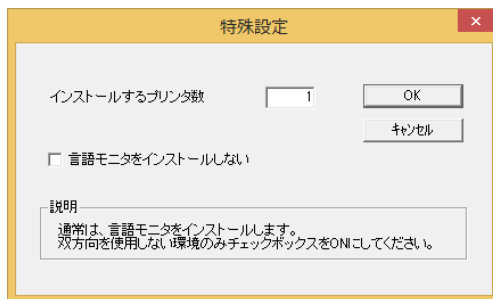 特殊設定
インストールするプリンタ数 1 OK
キャンセル
言語モニタをインストールしない
説明
通常は、言語モニタをインストールします。
双方向を使用しない環境のみチェックボックスをONにしてください。